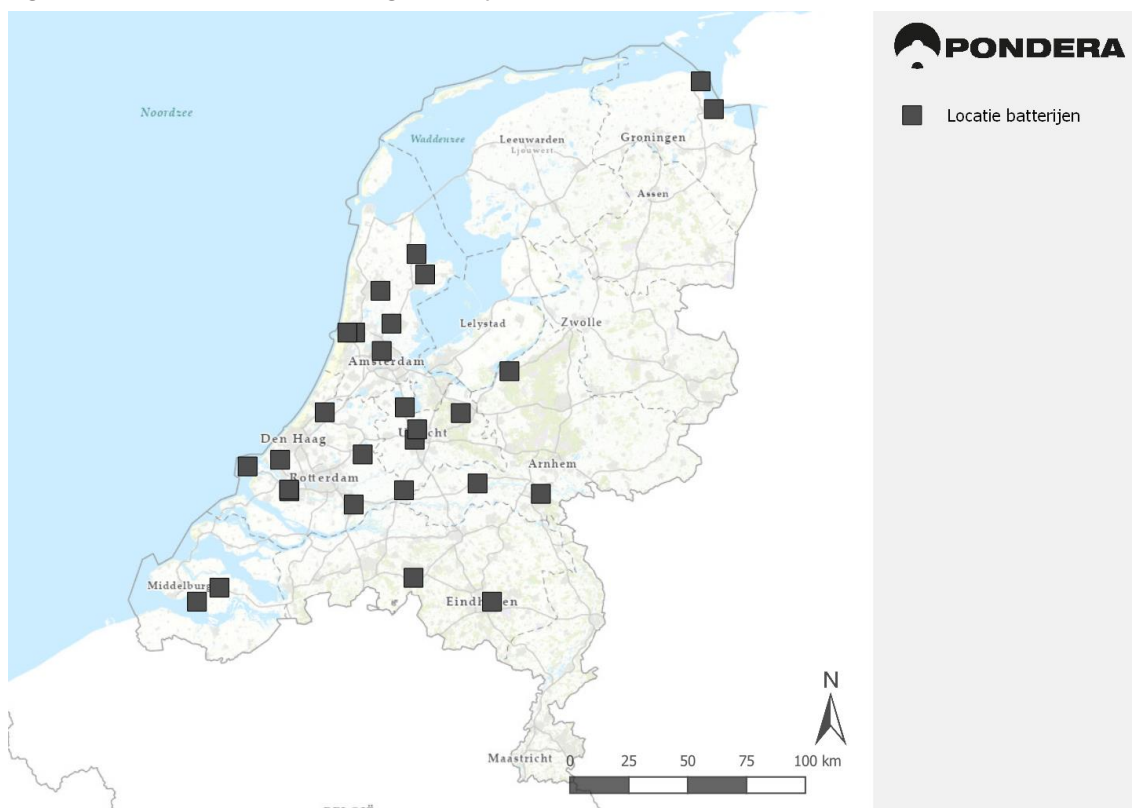 PONDERA
Locatie batterijen
Noordzee
Waddenzee
Leeuwarden
Ljouwert
Groningen
Assen
Lelystad
Zwolle
Amsterdam
Den Haag
Rotterdam
Arnhem
Middelburg
Maastricht
N
0 25 50 75 100 km